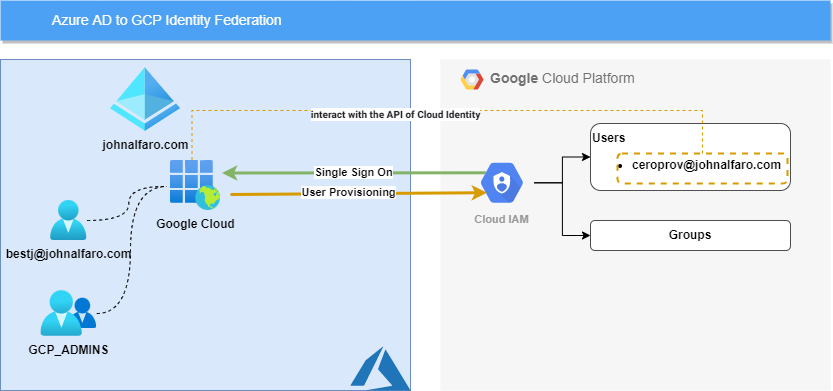 Azure AD to GCP Identity Federation
Google Cloud Platform
johnalfaro.com
interact with the API of Cloud Identity
Users
• ceroprov@johnalfaro.com
Single Sign On
User Provisioning
Google Cloud
Cloud IAM
Groups
bestj@johnalfaro.com
GCP_ADMINS